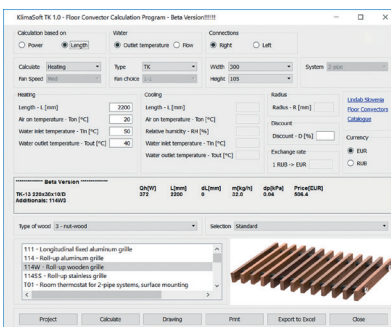 KlimaSoft TK 1.0 - Floor Convector Calculation Program - Beta Version!!!!!!
Calculation based on
Power
Length
Water
Outlet temperature
Flow
Connections
Right
Left
Calculate
Heating
Type
TK
Width
300
System
2-pipe
Fan Speed
Red
Fan choice
1-1
Height
105
Heating
Length - L [mm]
2200
Air on temperature - Ton [°C]
20
Water inlet temperature - Tin [°C]
50
Water outlet temperature - Tout [°C]
40
Cooling
Length - L [mm]
Air on temperature - Ton [°C]
Relative humidity - RH [%]
Water inlet temperature - Tin [°C]
Water outlet temperature - Tout [°C]
Radius
Radius - R [mm]
Discount
Discount - D [%]
Exchange rate
1 RUB -> EUR
Lindab Slovenia
Floor Convectors
Catalogue
Currency
EUR
RUB
************* Beta Version *************
Qh[W] L[mm] dL[mm] m[kg/h] dp[kPa] Price[EUR]
TK-13 220x30x10/D 372 2200 0 32.0 0.04 506.4
Additionals: 114W3
Type of wood
3 - nut-wood
Selection
Standard
111 - Longitudinal fixed aluminum grille
114 - Roll-up aluminum grille
114W - Roll-up wooden grille
114SS - Roll-up stainless grille
T01 - Room thermostat for 2-pipe systems, surface mounting
Project
Calculate
Drawing
Print
Export to Excel
Close